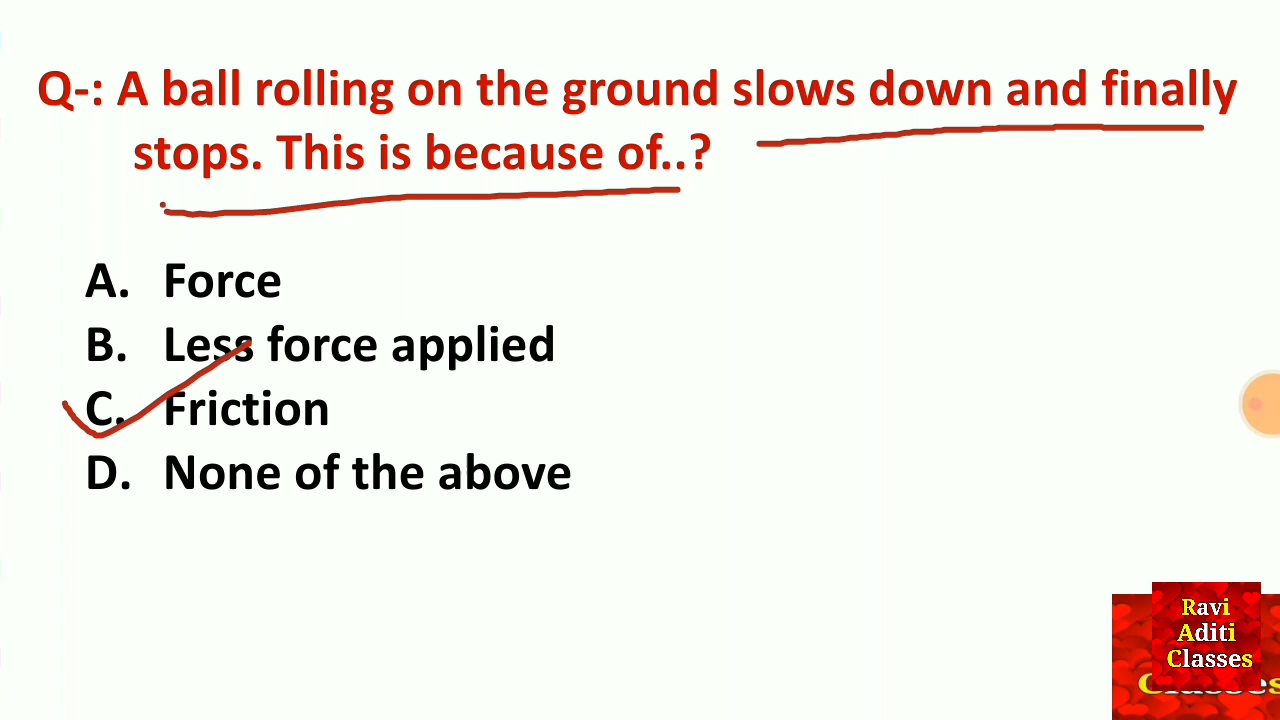 Q-: A ball rolling on the ground slows down and finally
stops. This is because of..?
A. Force
B. Less force applied
C. Friction
D. None of the above
Ravi
Aditi
Classes
Classes